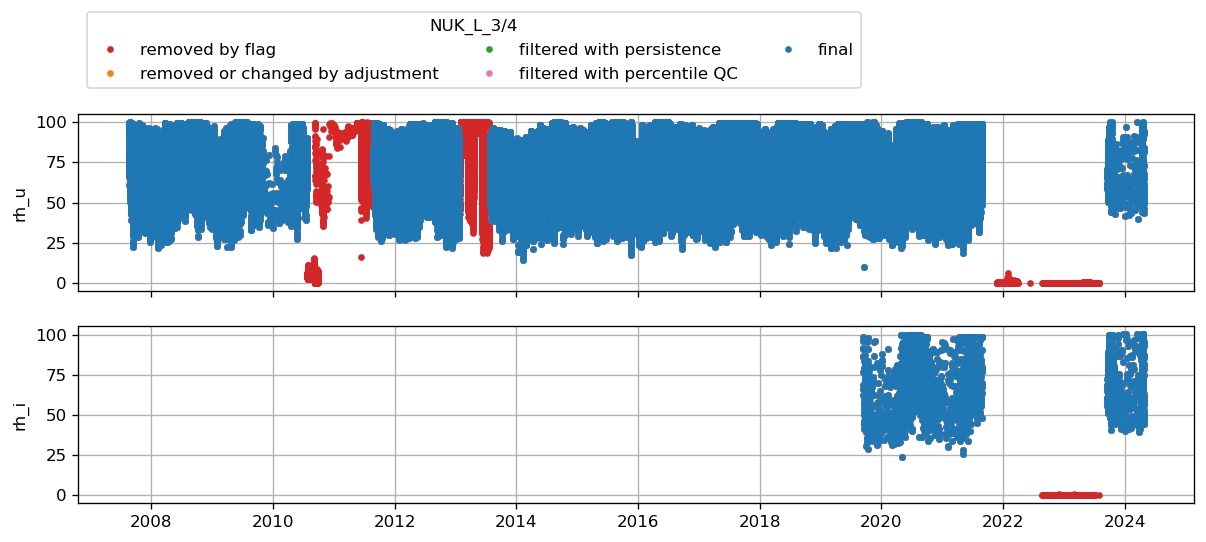 NUK_L_3/4
removed by flag
filtered with persistence
final
removed or changed by adjustment
filtered with percentile QC
100
75
50
25
0
rh_u
100
75
50
25
0
rh_i
2008 2010 2012 2014 2016 2018 2020 2022 2024